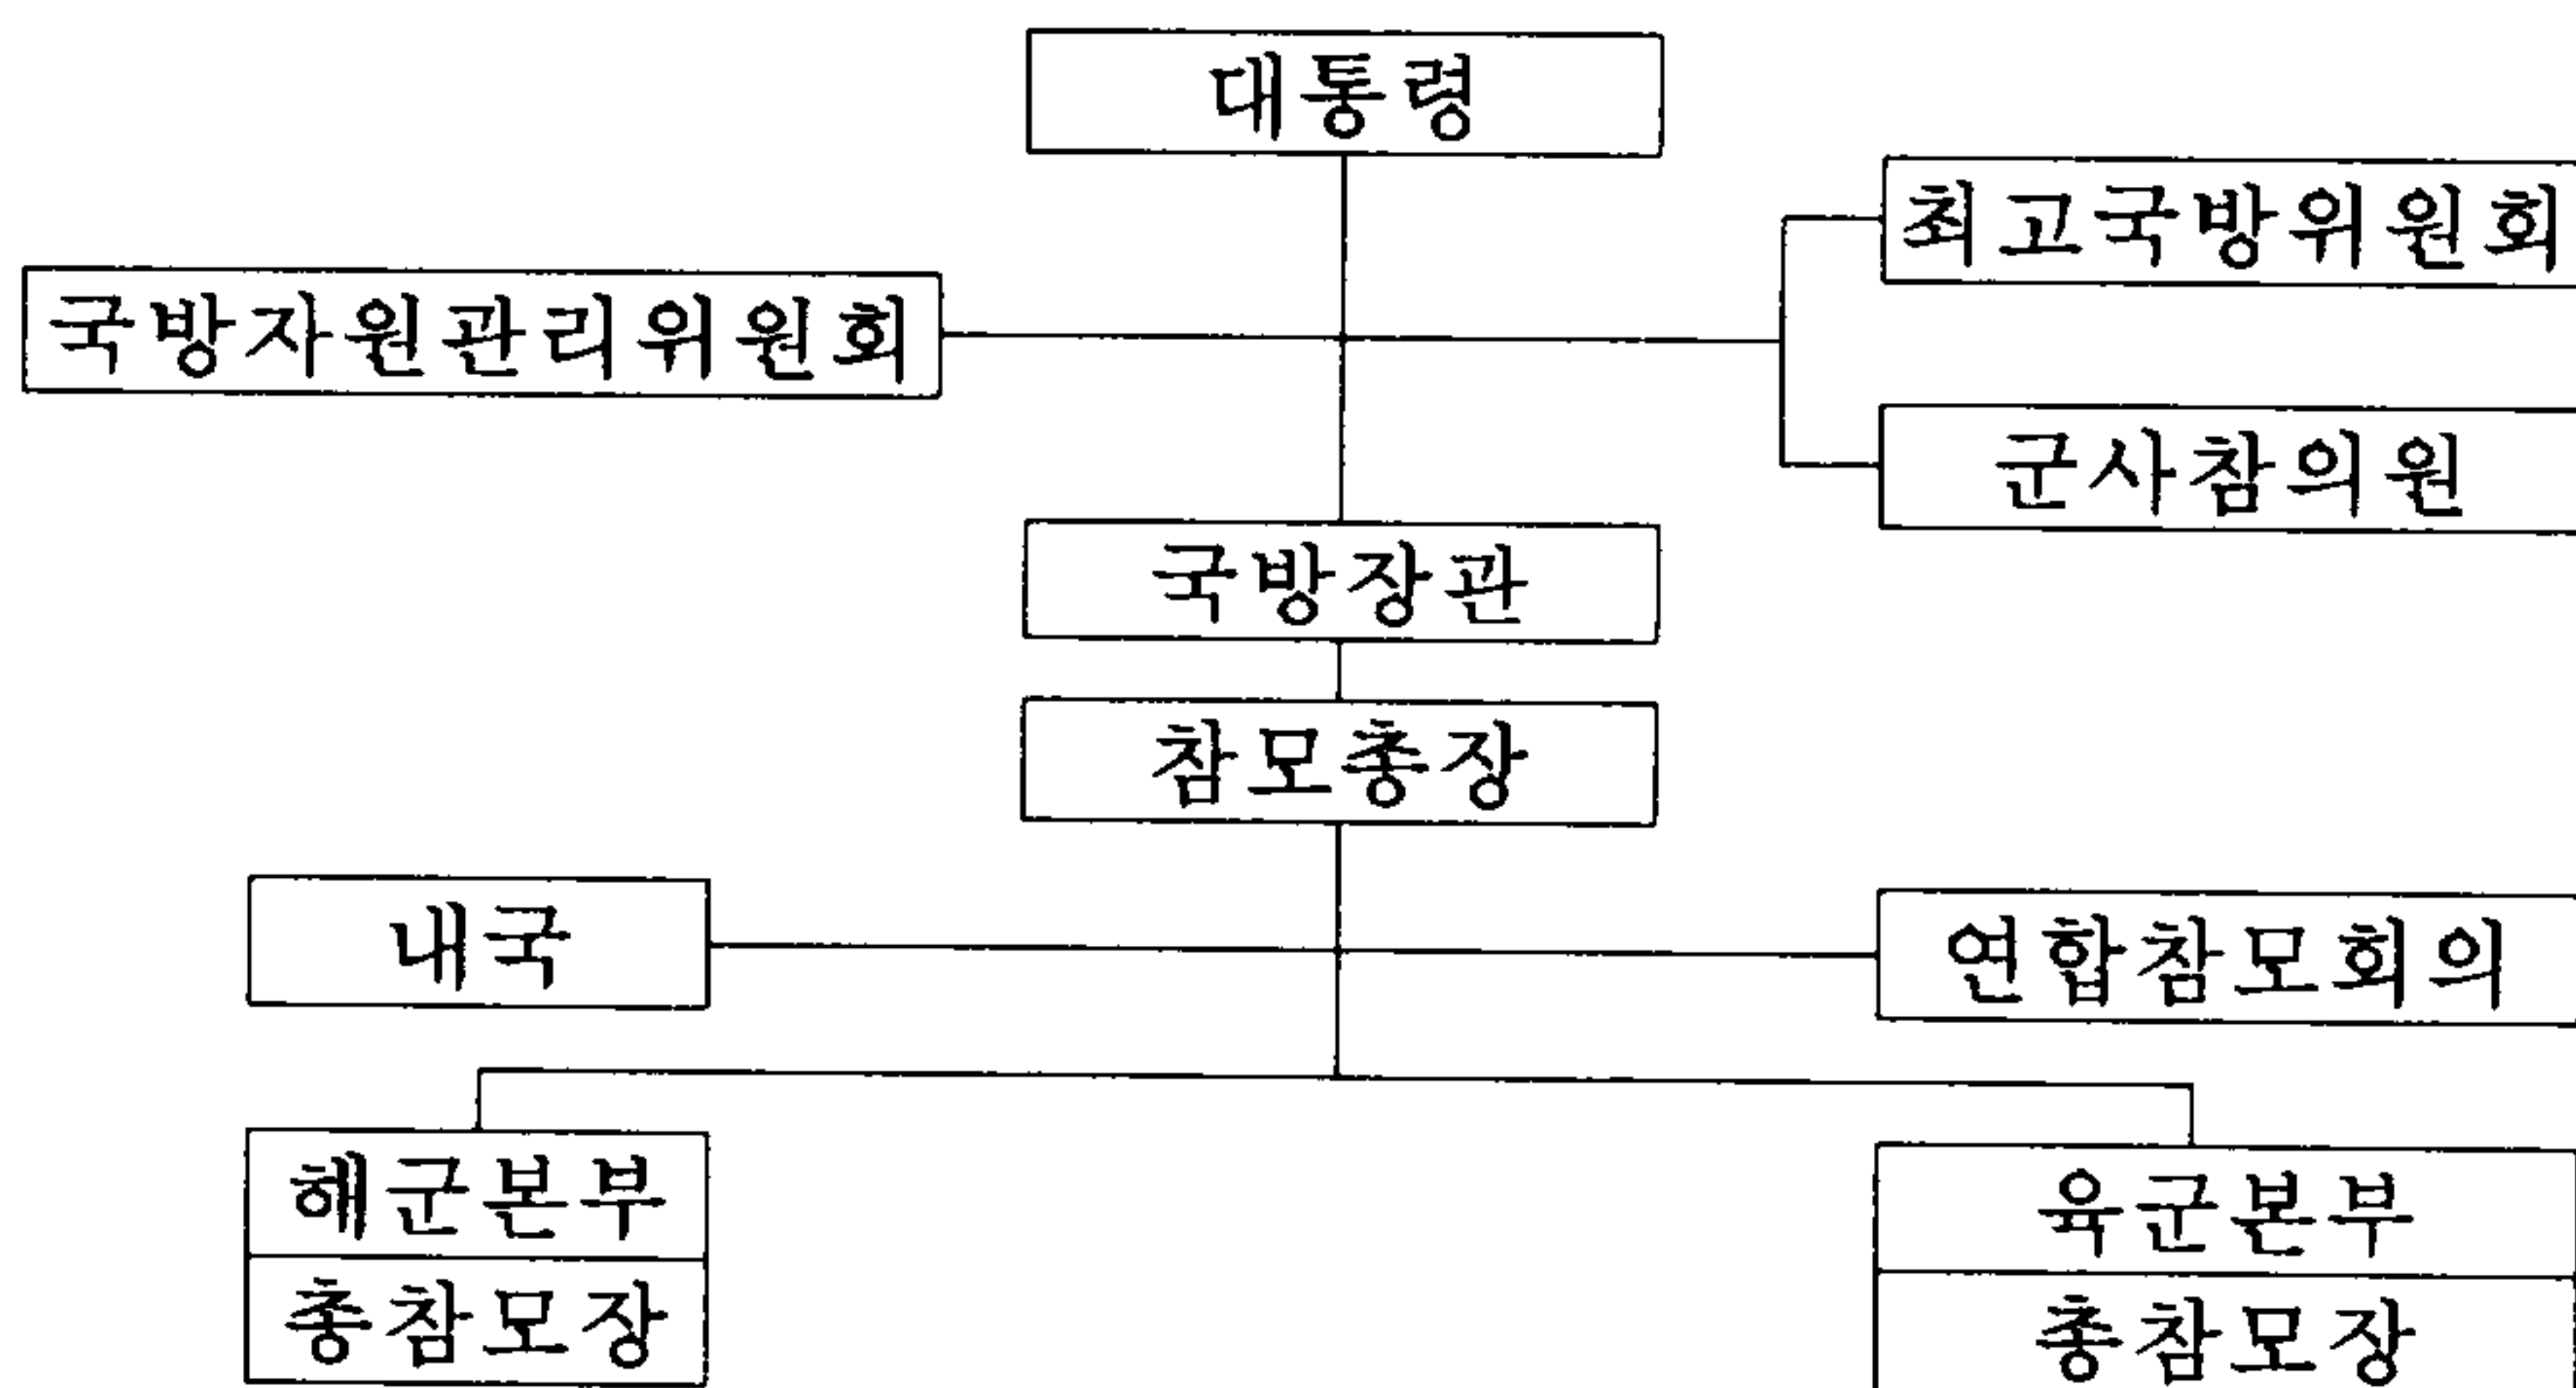 대통령
최고국방위원회
국방자원관리위원회
군사참의원
국방장관
참모총장
내국
연합참모회의
해군본부
총참모장
육군본부
총참모장